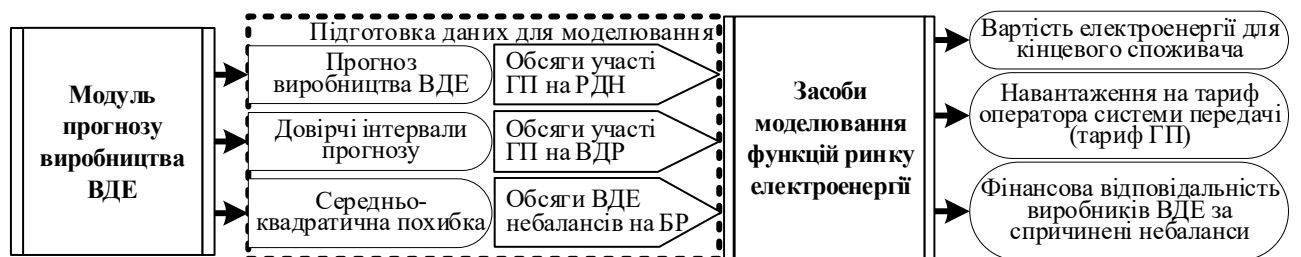 Модуль
прогнозу
виробництва
ВДЕ
Підготовка даних для моделювання
Прогноз
виробництва ВДЕ
Обсяги участі
ГП на РДН
Довірчі інтервали
прогнозу
Обсяги участі
ГП на ВДР
Середньо-
квадратична похибка
Обсяги ВДЕ
небалансів на БР
Засоби
моделювання
функцій ринку
електроенергії
Вартість електроенергії для
кінцевого споживача
Навантаження на тариф
оператора системи передачі
(тариф ГП)
Фінансова відповідальність
виробників ВДЕ за
спричинені небаланси